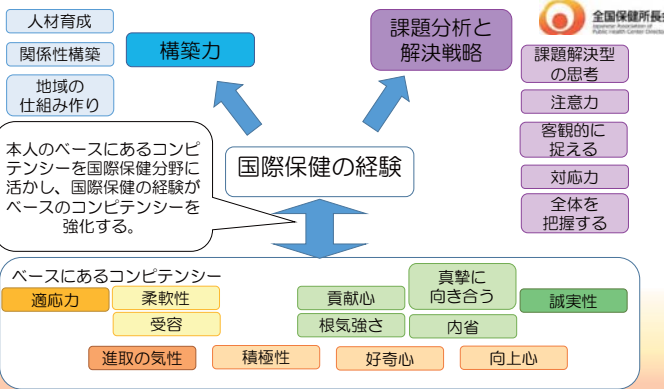 人材育成
関係性構築
地域の
仕組み作り
構築力
課題分析と
解決戦略
全国保健所長会
課題解決型
の思考
注意力
客観的に
捉える
対応力
全体を
把握する
本人のベースにあるコンピ
テンシーを国際保健分野に
活かし、国際保健の経験が
ベースのコンピテンシーを
強化する。
国際保健の経験
ベースにあるコンピテンシー
適応力
柔軟性
受容
貢献心
根気強さ
真摯に
向き合う
内省
誠実性
進取の気性
積極性
好奇心
向上心